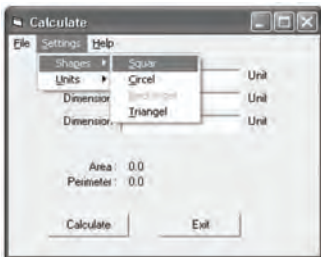 Calculate
File Settings Help
Shapes Squar
Units Circel
Triangel
Unit
Dimension Unit
Dimension Unit
Area : 0.0
Perimeter : 0.0
Calculate Exit